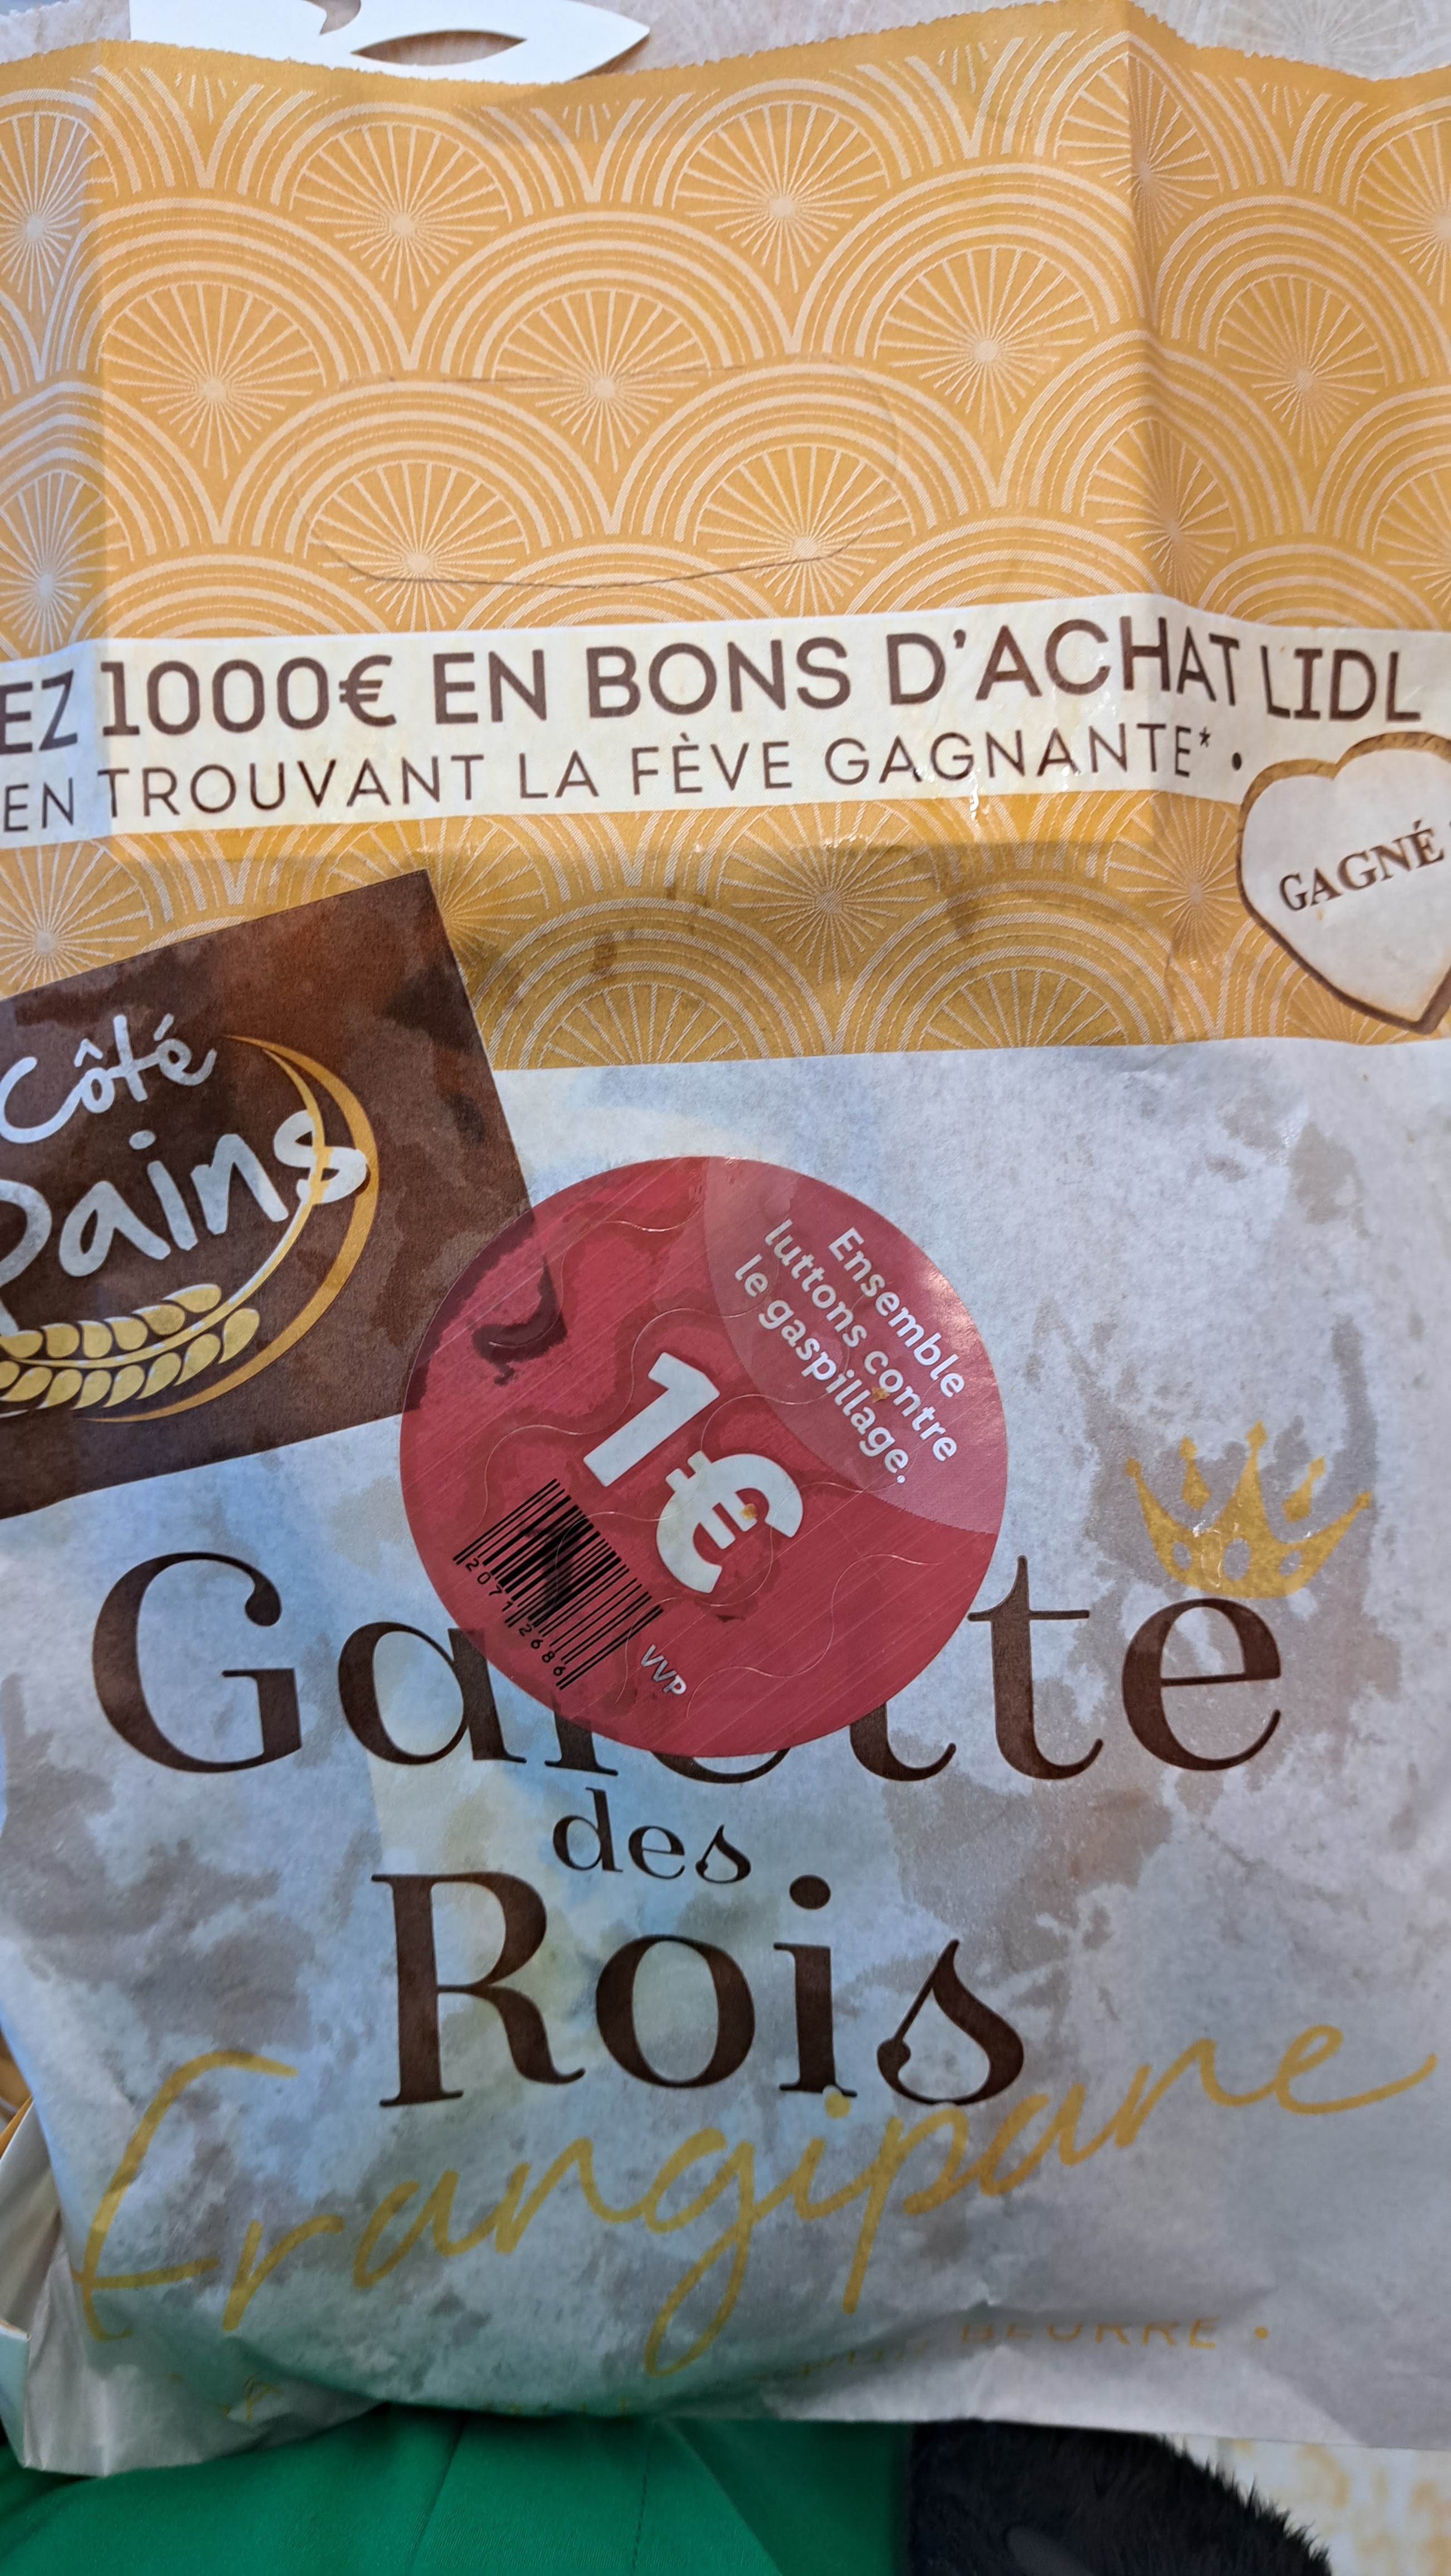 EZ 1000€ EN BONS D'ACHAT LIDL
EN TROUVANT LA FÈVE GAGNANTE* •
GAGNÉ
Côté
Pains
Ensemble
luttons contre
le gaspillage.
1€
20712686
VVP
Galette
des
Rois
Frangipane
BEURRE •